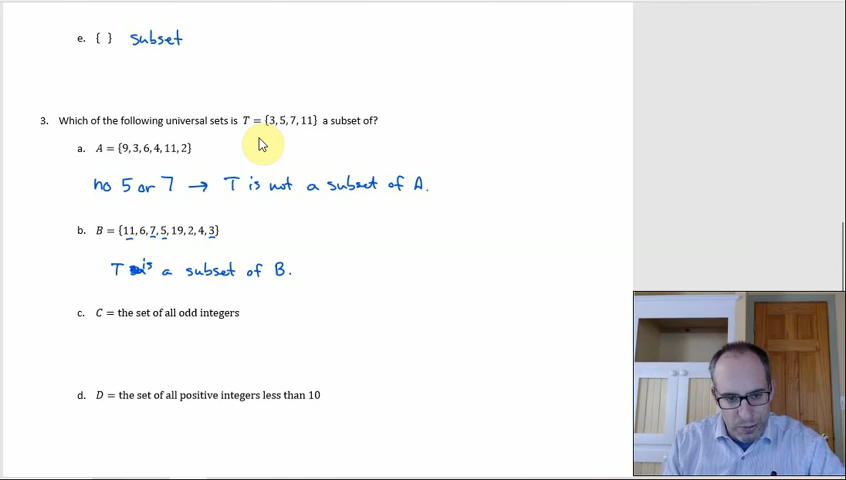 e. { } subset
3. Which of the following universal sets is T = {3, 5, 7, 11} a subset of?
a. A = {9, 3, 6, 4, 11, 2}
no 5 or 7 → T is not a subset of A.
b. B = {11, 6, 7, 5, 19, 2, 4, 3}
T is a subset of B.
c. C = the set of all odd integers
d. D = the set of all positive integers less than 10